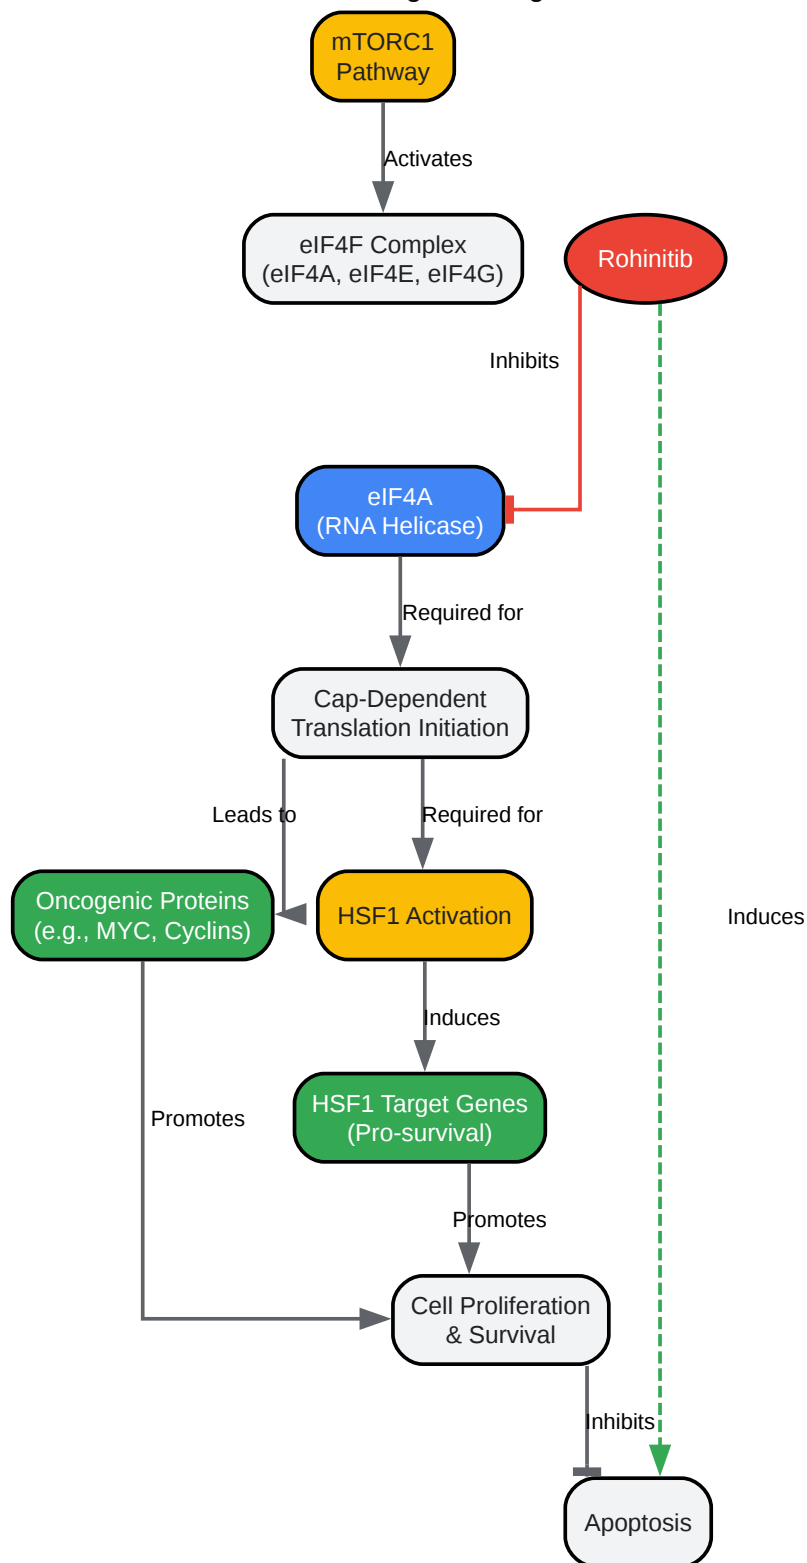 mTORC1
Pathway
Activates
eIF4F Complex
(eIF4A, eIF4E, eIF4G)
Rohinitib
Inhibits
eIF4A
(RNA Helicase)
Required for
Cap-Dependent
Translation Initiation
Leads to
Required for
Oncogenic Proteins
(e.g., MYC, Cyclins)
HSF1 Activation
Induces
Induces
HSF1 Target Genes
(Pro-survival)
Promotes
Promotes
Cell Proliferation
& Survival
Inhibits
Apoptosis